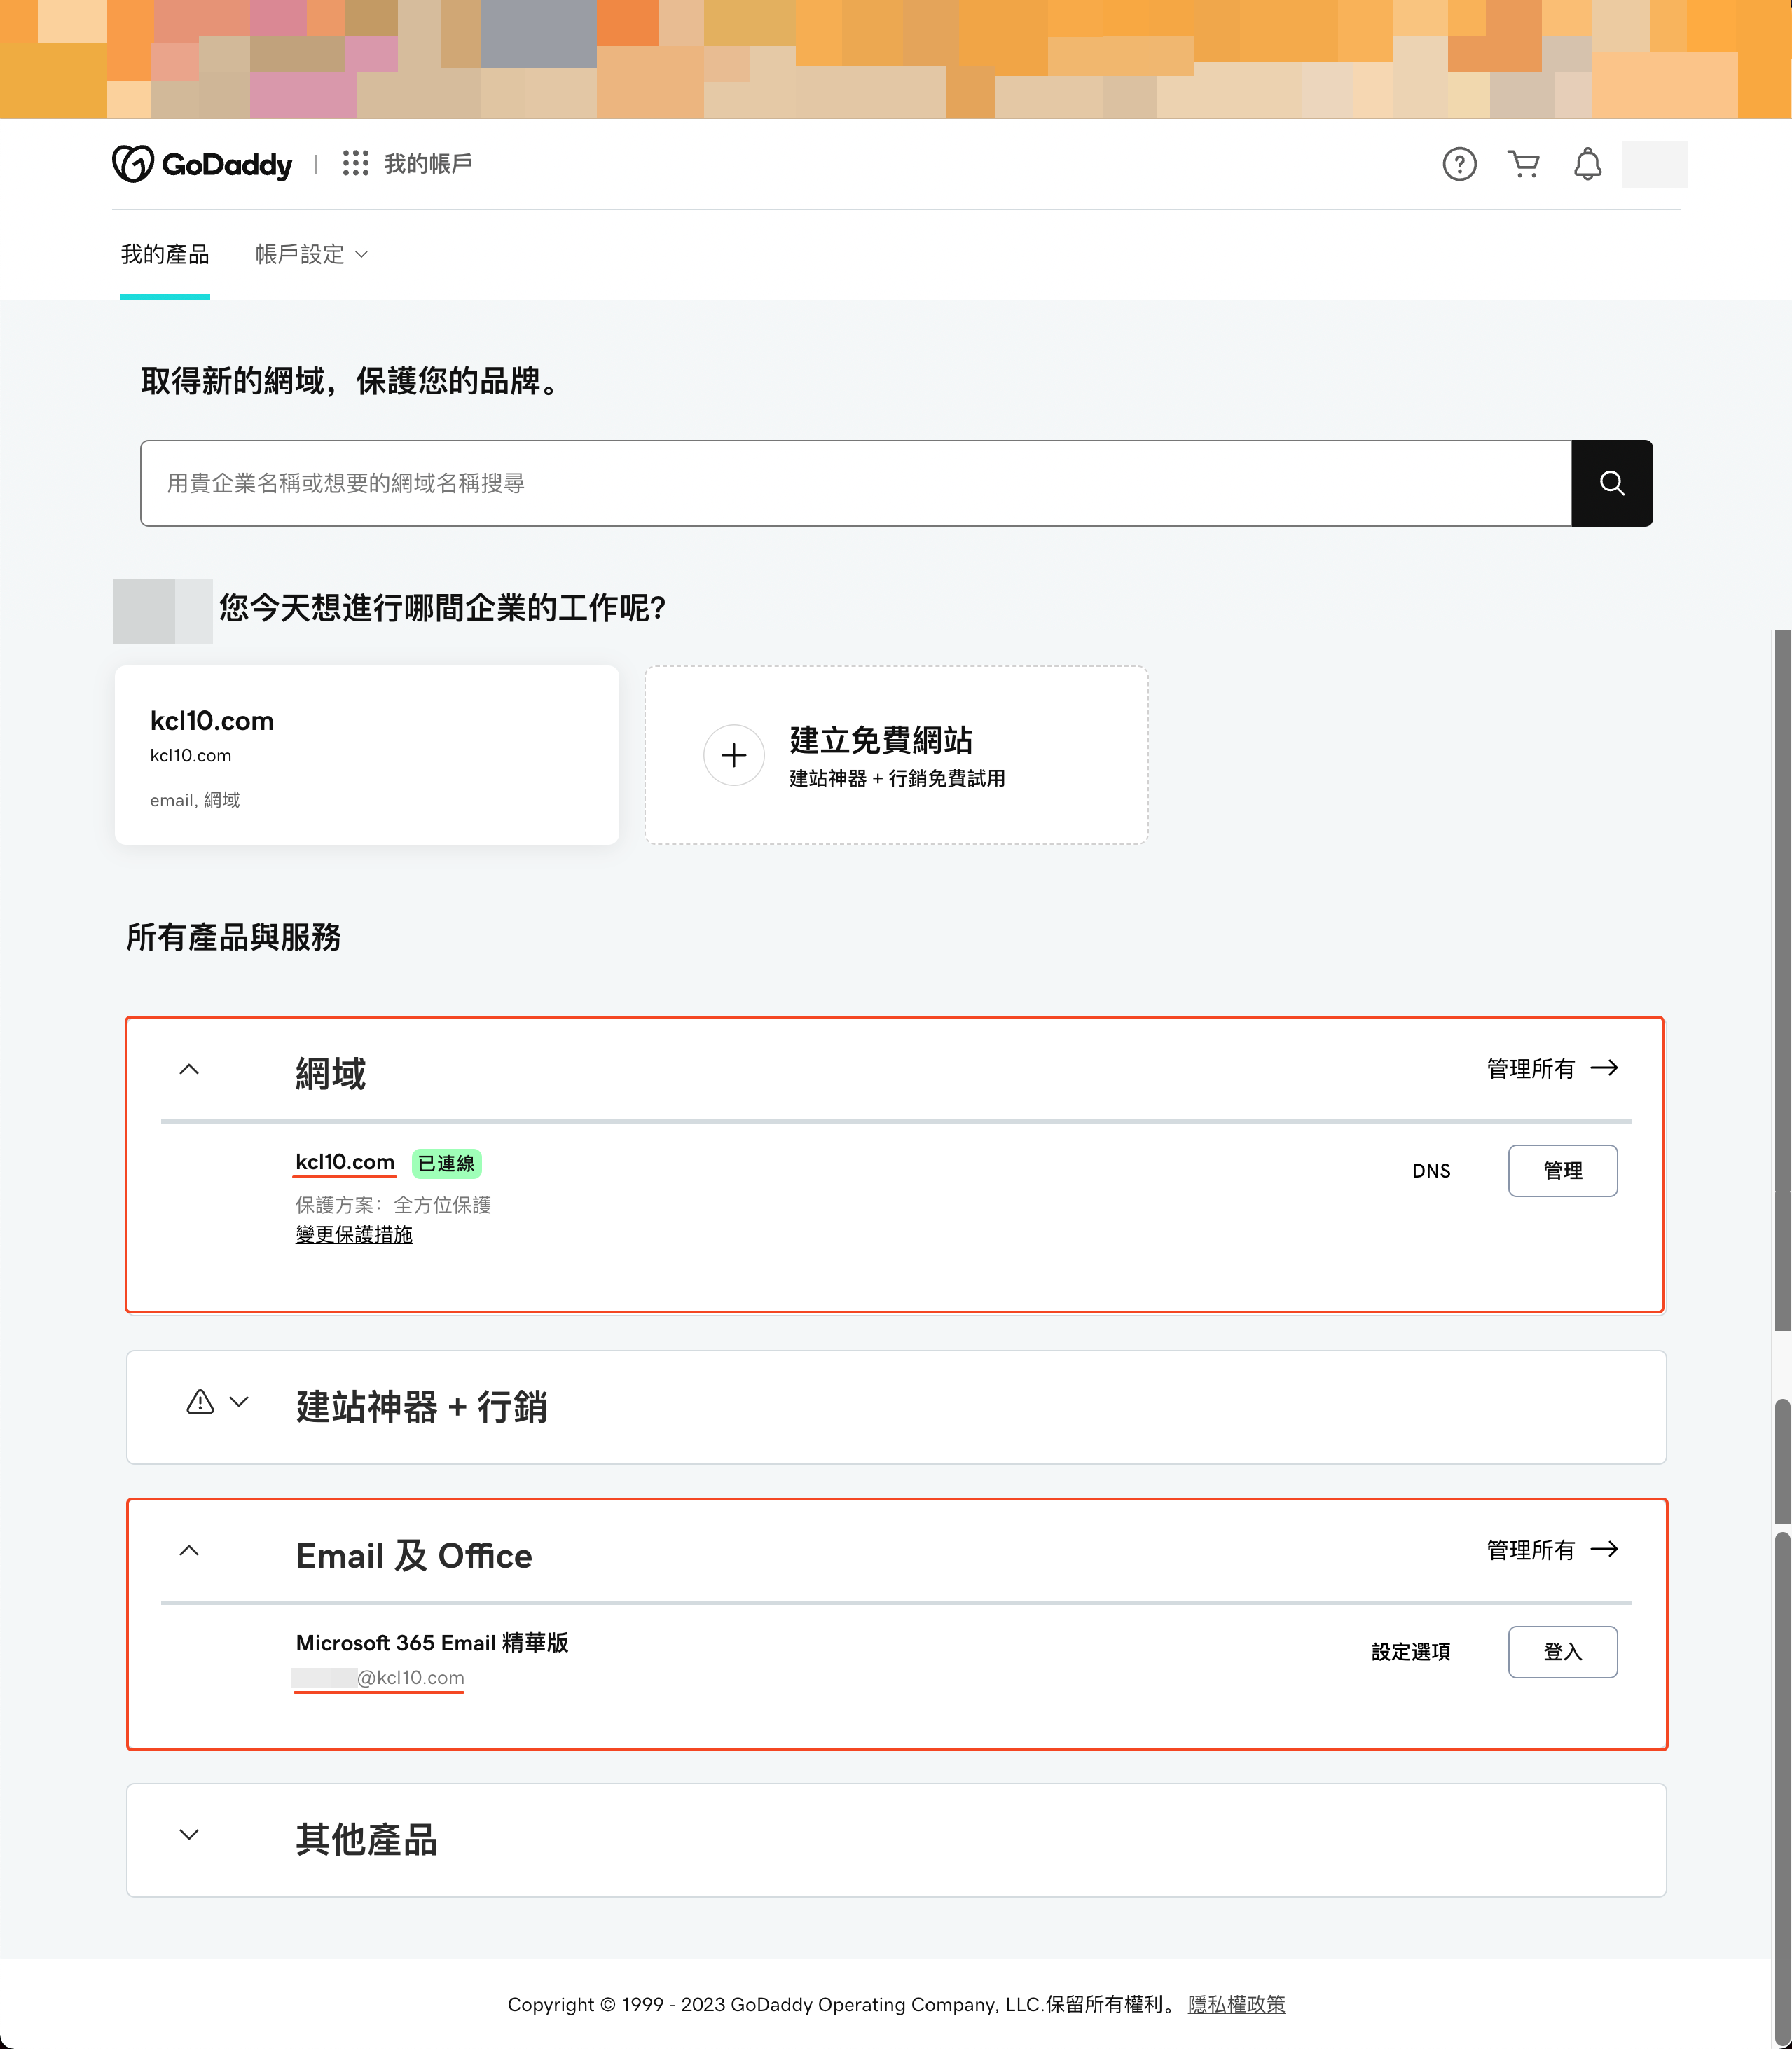 GoDaddy
我的帳戶
我的產品 帳戶設定
取得新的網域，保護您的品牌。
用貴企業名稱或想要的網域名稱搜尋
您今天想進行哪間企業的工作呢?
kcl10.com
kcl10.com
email, 網域
建立免費網站
建站神器 + 行銷免費試用
所有產品與服務
網域
管理所有
kcl10.com 已連線
DNS
管理
保護方案：全方位保護
變更保護措施
建站神器 + 行銷
Email 及 Office
管理所有
Microsoft 365 Email 精華版
設定選項
登入
@kcl10.com
其他產品
Copyright © 1999 - 2023 GoDaddy Operating Company, LLC.保留所有權利。 隱私權政策